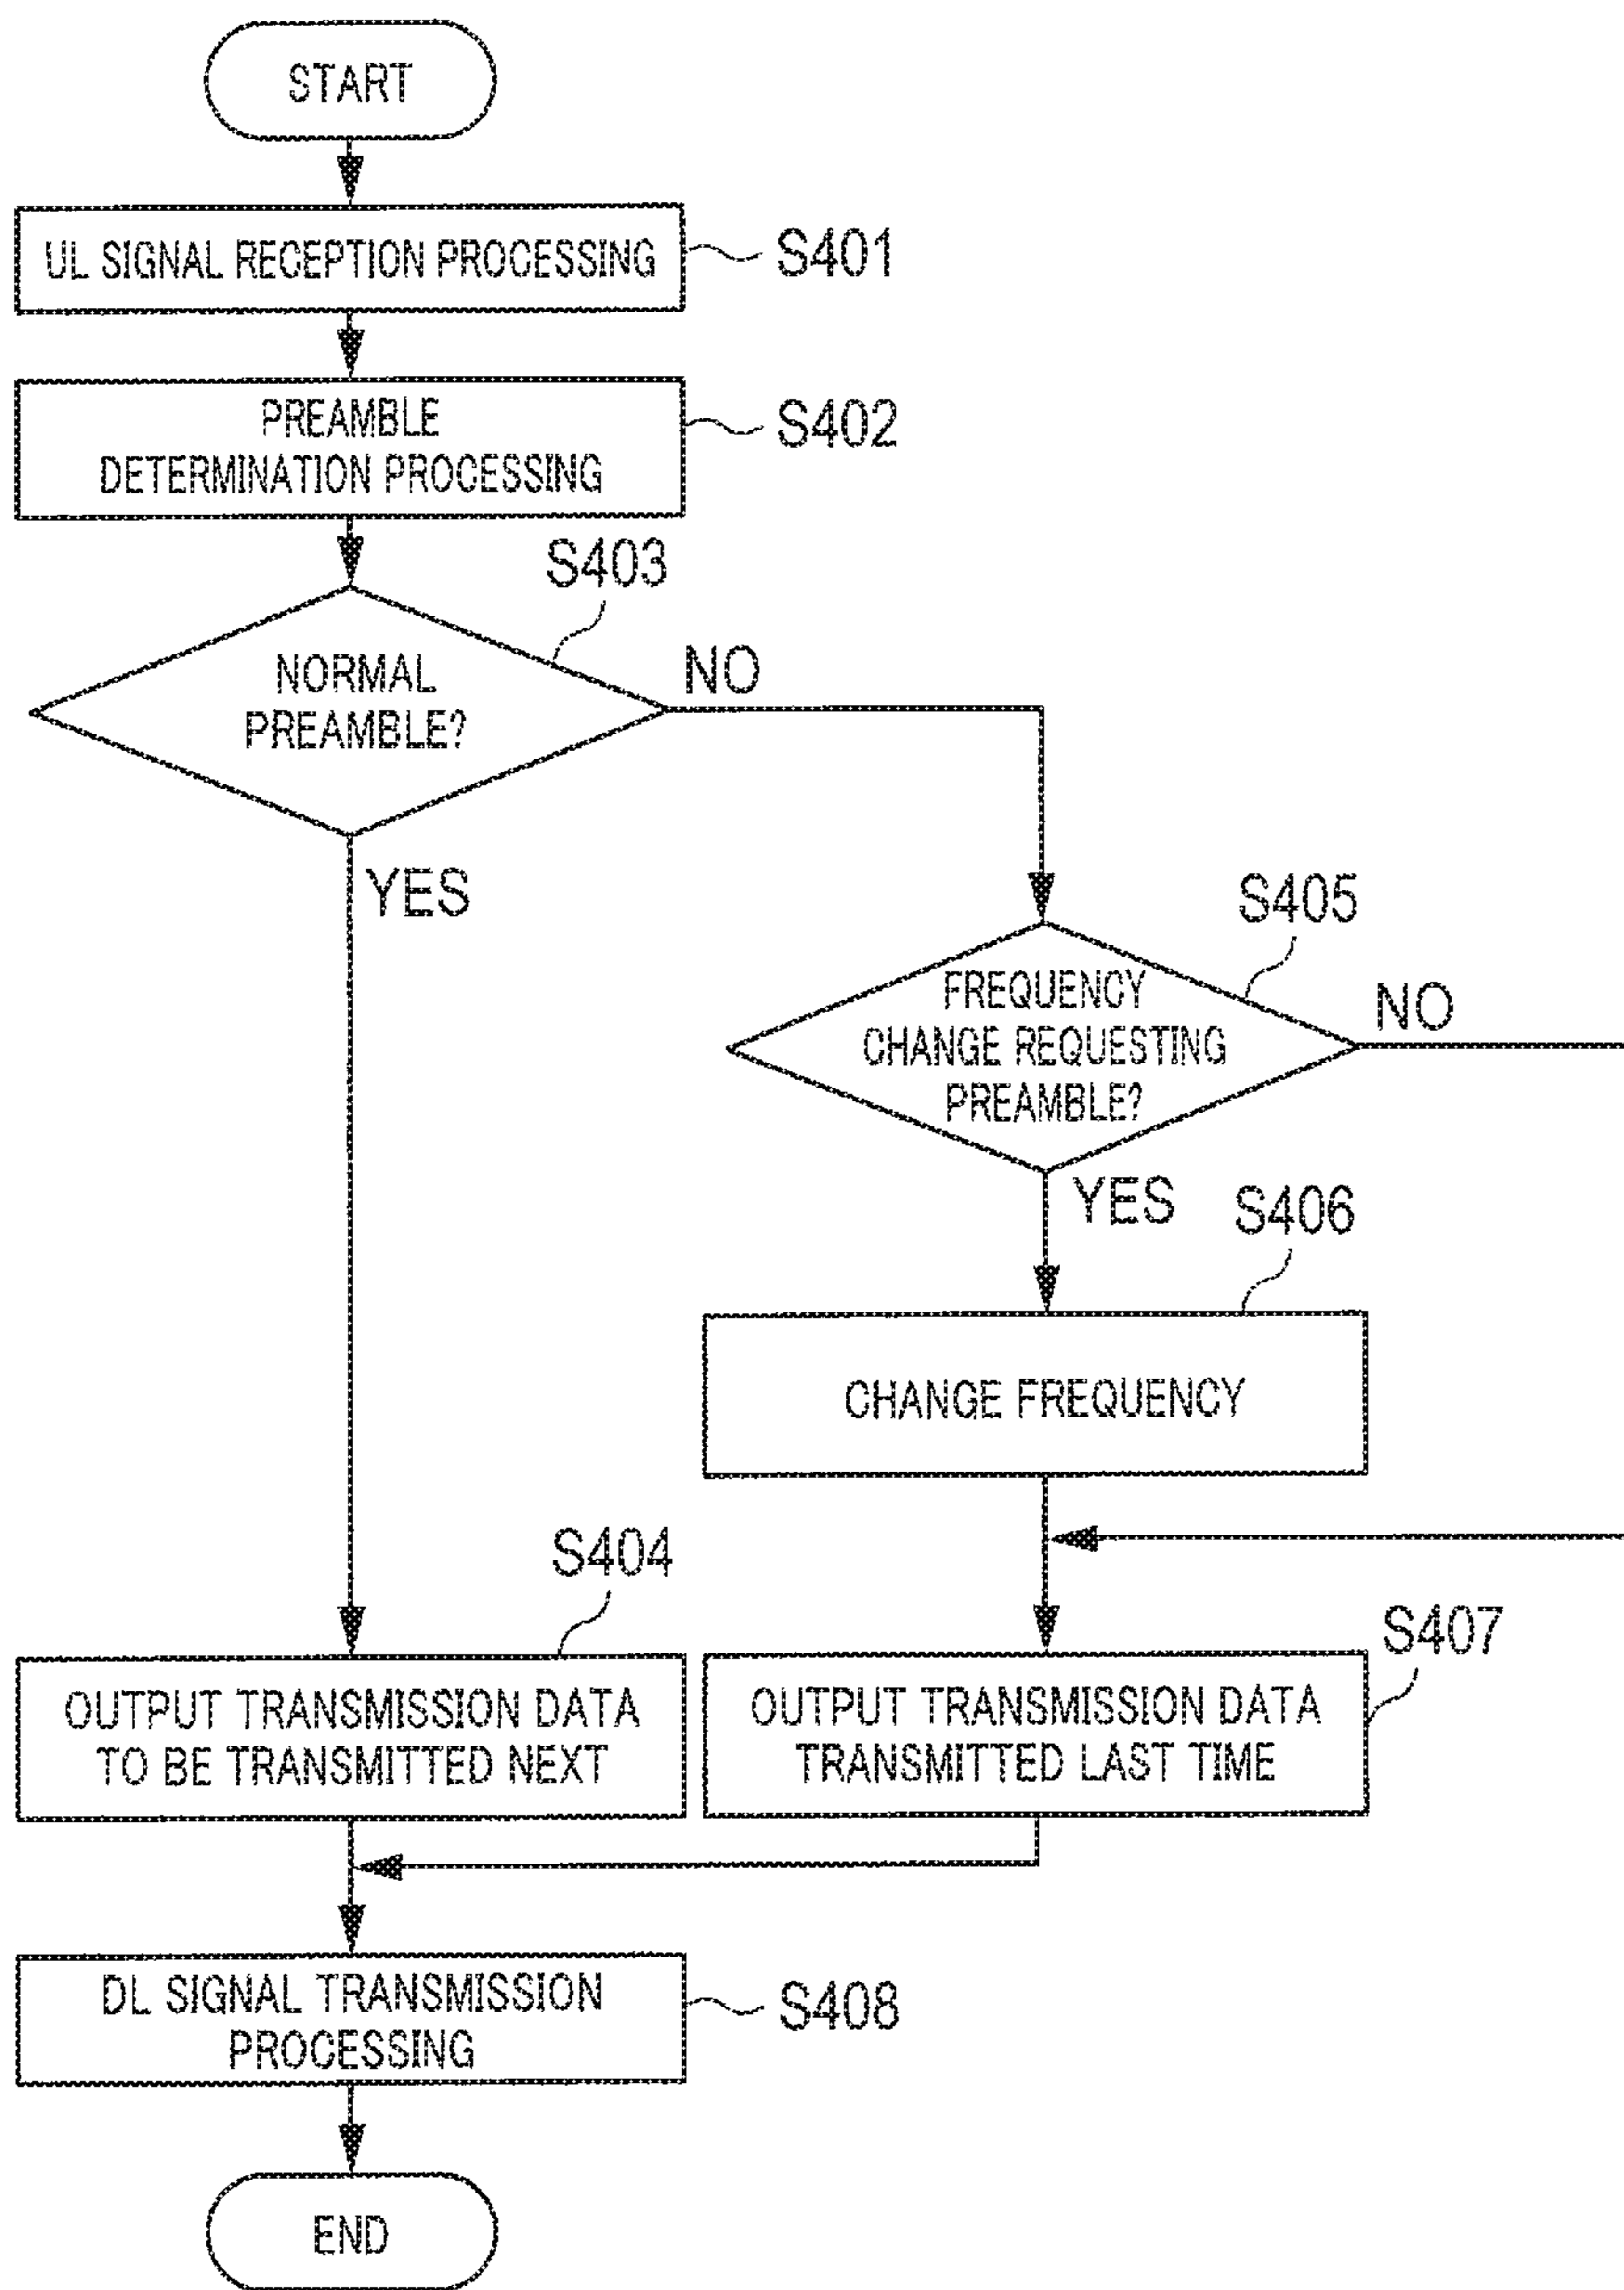 START
UL SIGNAL RECEPTION PROCESSING
S401
PREAMBLE
DETERMINATION PROCESSING
S402
S403
NORMAL
PREAMBLE?
NO
YES
S405
FREQUENCY
CHANGE REQUESTING
PREAMBLE?
NO
YES
S406
CHANGE FREQUENCY
S404
OUTPUT TRANSMISSION DATA
TO BE TRANSMITTED NEXT
S407
OUTPUT TRANSMISSION DATA
TRANSMITTED LAST TIME
DL SIGNAL TRANSMISSION
PROCESSING
S408
END